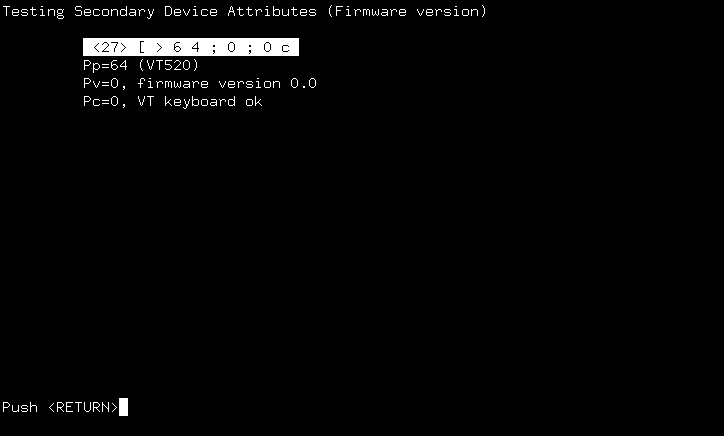 Testing Secondary Device Attributes (Firmware version)
<27> [ > 6 4 ; 0 ; 0 c
Pp=64 (VT520)
Pv=0, firmware version 0.0
Pc=0, VT keyboard ok
Push <RETURN>